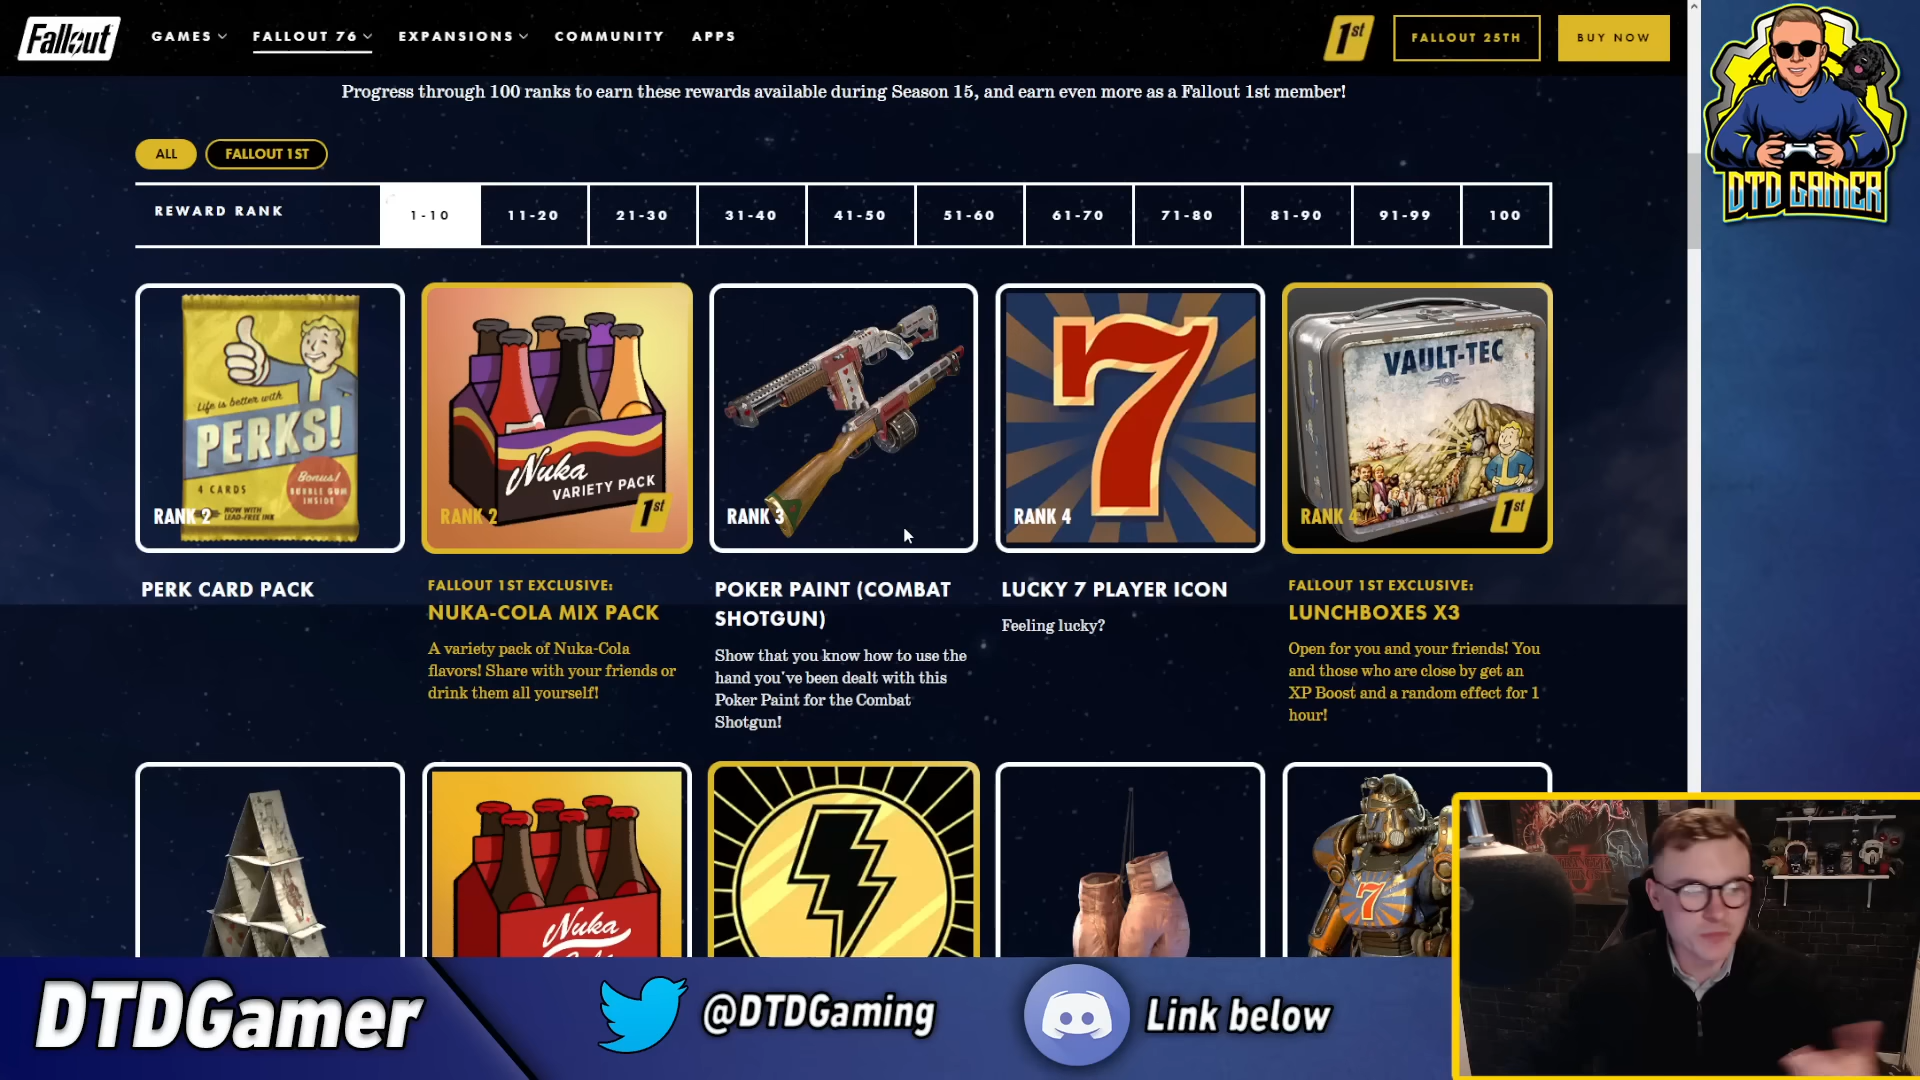 Fallout
GAMES
FALLOUT 76
EXPANSIONS
COMMUNITY
APPS
1st
FALLOUT 25TH
BUY NOW
DTD GAMER
Progress through 100 ranks to earn these rewards available during Season 15, and earn even more as a Fallout 1st member!
ALL
FALLOUT 1ST
REWARD RANK
1-10
11-20
21-30
31-40
41-50
51-60
61-70
71-80
81-90
91-99
100
Life is better with
PERKS!
Bonus!
BUBBLE GUM
INSIDE
4 CARDS
NOW WITH
LEAD-FREE INK
RANK 2
Nuka
VARIETY PACK
RANK 2
1st
RANK 3
7
RANK 4
VAULT-TEC
RANK 4
1st
PERK CARD PACK
FALLOUT 1ST EXCLUSIVE:
NUKA-COLA MIX PACK
A variety pack of Nuka-Cola
flavors! Share with your friends or
drink them all yourself!
POKER PAINT (COMBAT
SHOTGUN)
Show that you know how to use the
hand you've been dealt with this
Poker Paint for the Combat
Shotgun!
LUCKY 7 PLAYER ICON
Feeling lucky?
FALLOUT 1ST EXCLUSIVE:
LUNCHBOXES X3
Open for you and your friends! You
and those who are close by get an
XP Boost and a random effect for 1
hour!
Nuka
7
DTDGamer
@DTDGaming
Link below